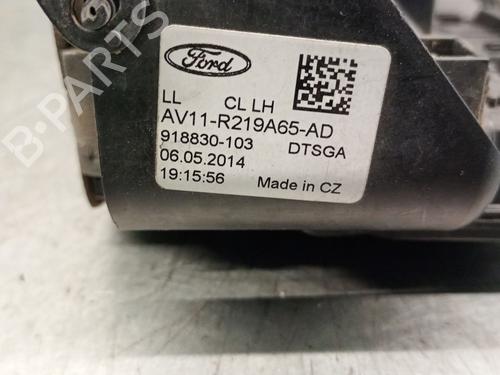 Ford
LL CL LH
AV11-R219A65-AD
918830-103 DTSGA
06.05.2014
19:15:56 Made in CZ
B-PARTS